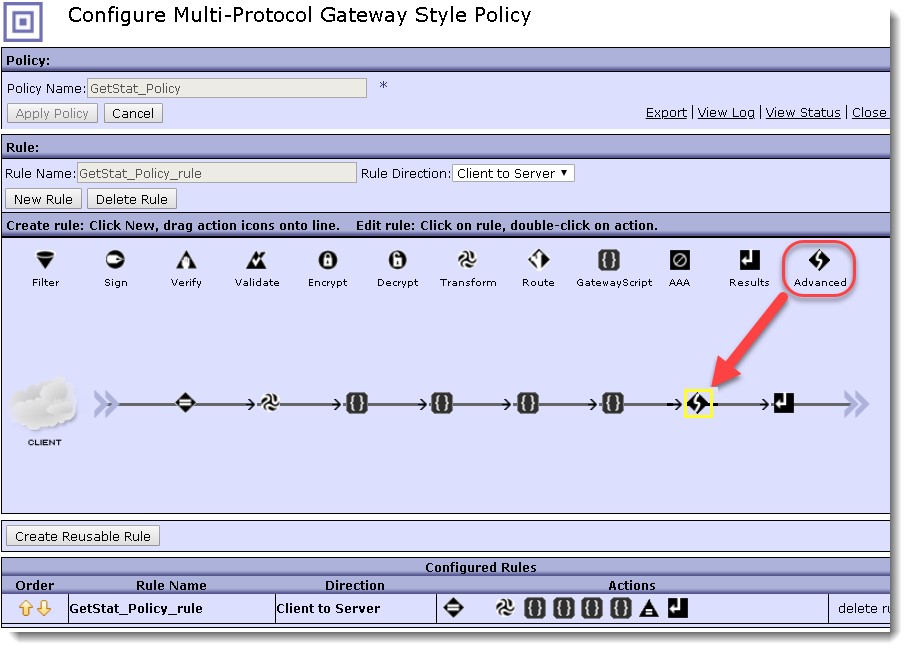 Configure Multi-Protocol Gateway Style Policy
Policy:
Policy Name: GetStat_Policy *
Apply Policy Cancel Export | View Log | View Status | Close
Rule:
Rule Name: GetStat_Policy_rule Rule Direction: Client to Server
New Rule Delete Rule
Create rule: Click New, drag action icons onto line. Edit rule: Click on rule, double-click on action.
Filter Sign Verify Validate Encrypt Decrypt Transform Route GatewayScript AAA Results Advanced
CLIENT
Create Reusable Rule
Configured Rules
Order Rule Name Direction Actions
GetStat_Policy_rule Client to Server delete